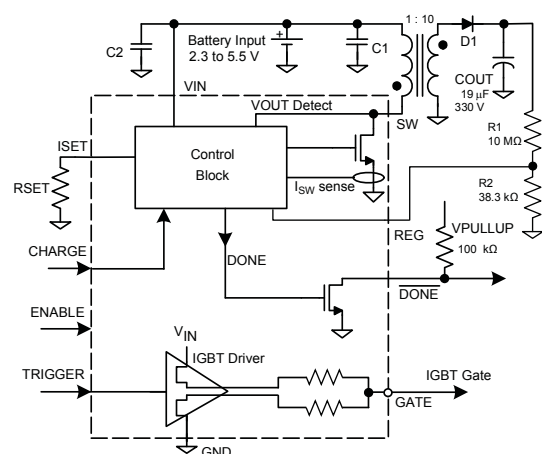 1 : 10
D1
C2
Battery Input
2.3 to 5.5 V
+
C1
COUT
19 µF
330 V
VIN
VOUT Detect
SW
ISET
Control
Block
R1
10 MΩ
RSET
ISW sense
R2
38.3 kΩ
REG
VPULLUP
100 kΩ
CHARGE
DONE
DONE
ENABLE
VIN
IGBT Driver
TRIGGER
IGBT Gate
GATE
GND